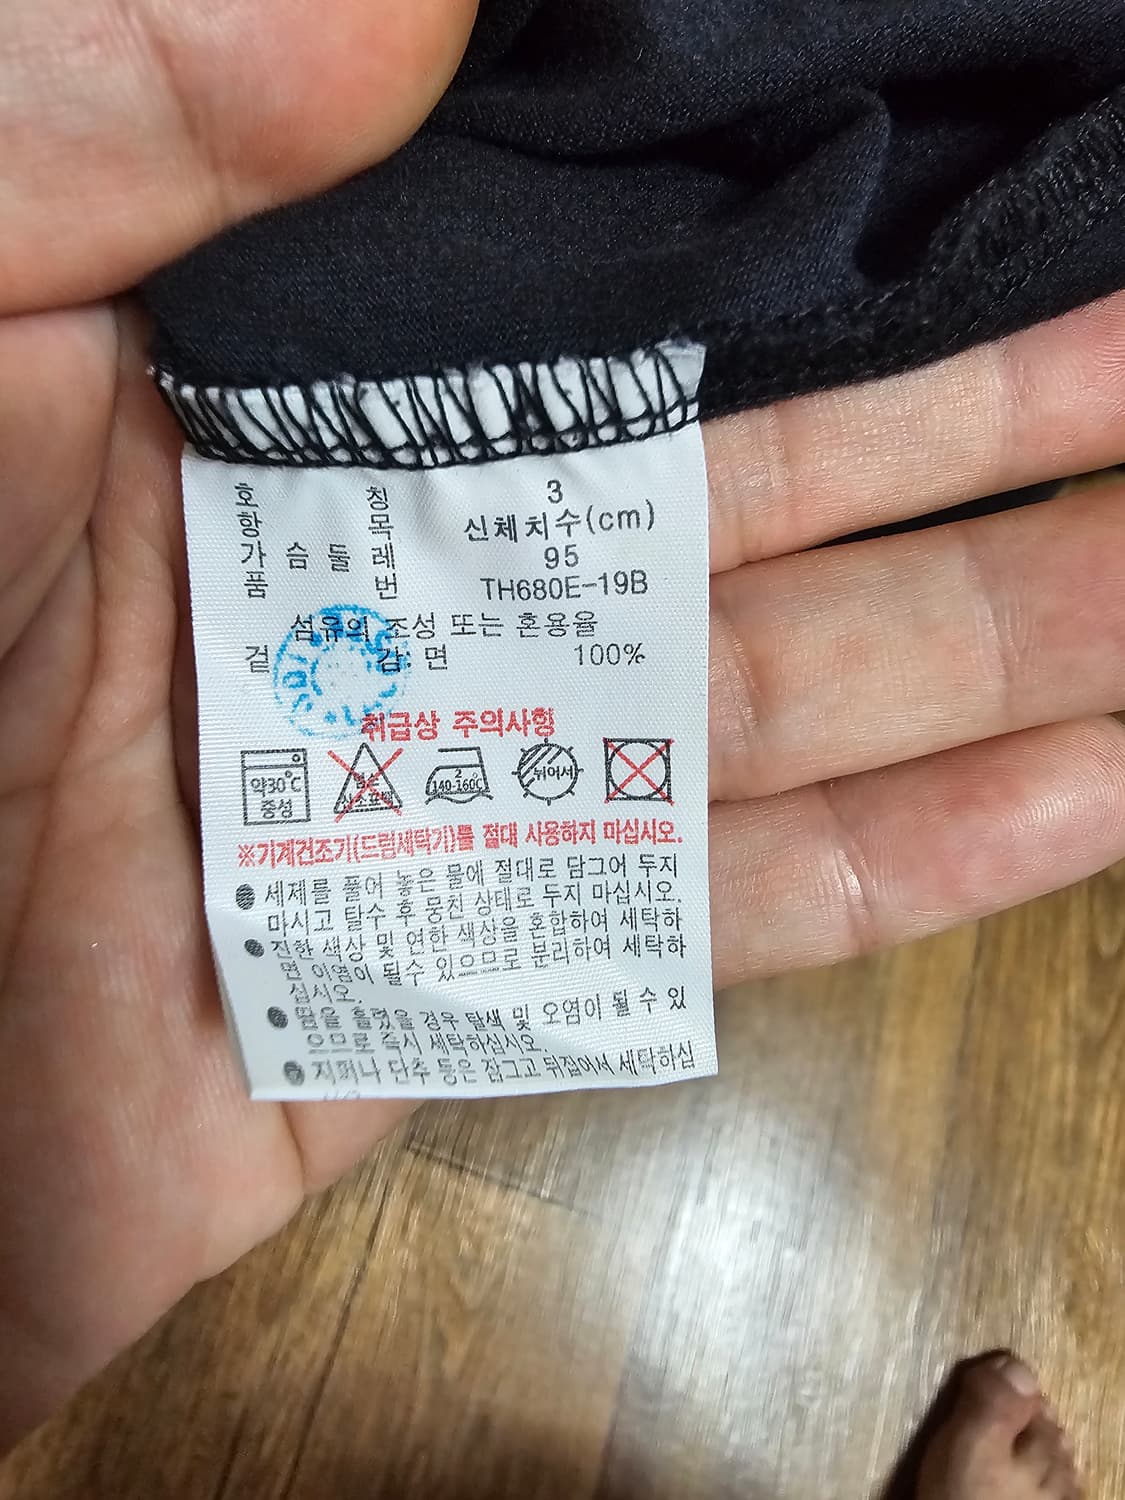 호 칭 3
항 목 신체치수(cm)
가 슴 둘 레 95
품 번 TH680E-19B
섬유의 조성 또는 혼용율
겉 감: 면 100%
취급상 주의사항
약30℃
중성
염소
산소표백
2
140-160℃
뉘어서
※기계건조기(드럼세탁기)를 절대 사용하지 마십시오.
● 세제를 풀어 놓은 물에 절대로 담그어 두지
마시고 탈수 후 뭉친 상태로 두지 마십시오.
● 진한 색상 및 연한 색상을 혼합하여 세탁하
면 이염이 될수 있으므로 분리하여 세탁하
십시오.
● 땀을 흘렸을 경우 탈색 및 오염이 될 수 있
으므로 즉시 세탁하십시오.
● 지퍼나 단추 등은 잠그고 뒤집어서 세탁하십